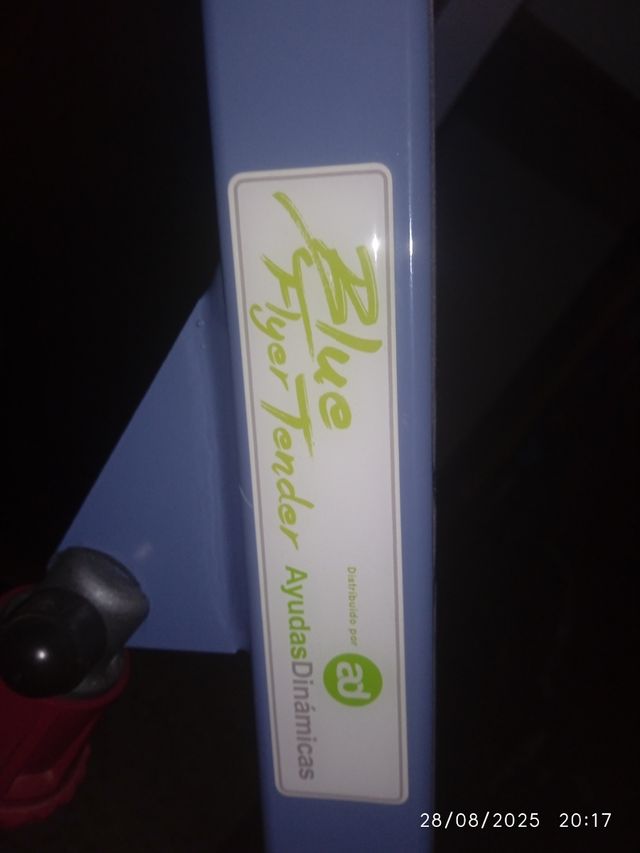 Blue
Flyer Tender
Distribuido por
ad
AyudasDinámicas
28/08/2025 20:17